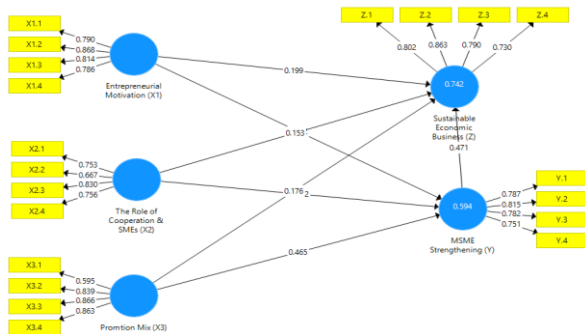 X1.1
X1.2
X1.3
X1.4
0.790
0.868
0.814
0.786
Entrepreneurial
Motivation (X1)
X2.1
X2.2
X2.3
X2.4
0.753
0.667
0.830
0.756
The Role of
Cooperation &
SMEs (X2)
X3.1
X3.2
X3.3
X3.4
0.595
0.839
0.866
0.863
Promtion Mix (X3)
0.199
0.153
0.176
2
0.465
0.471
Z.1
Z.2
Z.3
Z.4
0.802
0.863
0.790
0.730
0.742
Sustainable
Economic
Business (Z)
0.594
MSME
Strengthening (Y)
0.787
0.815
0.782
0.751
Y.1
Y.2
Y.3
Y.4